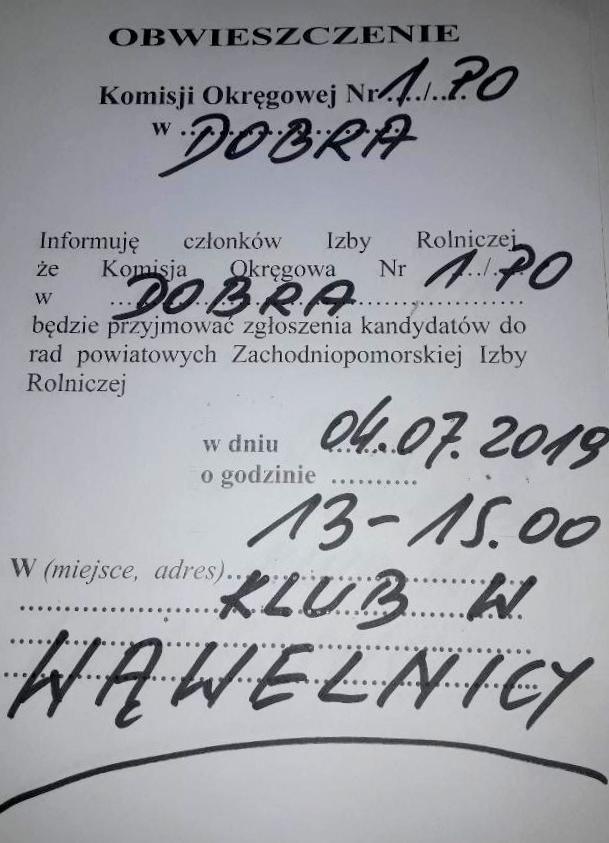 OBWIESZCZENIE
Komisji Okręgowej Nr 1../.... PO
w .................... DOBRA
Informuję członków Izby Rolniczej
że Komisja Okręgowa Nr 1../.... PO
w .................... DOBRA ....................
będzie przyjmować zgłoszenia kandydatów do
rad powiatowych Zachodniopomorskiej Izby
Rolniczej
w dniu 04.07.2019
o godzinie ..........
13-15.00
W (miejsce, adres)........................................
KLUB W
WĄWELNICY